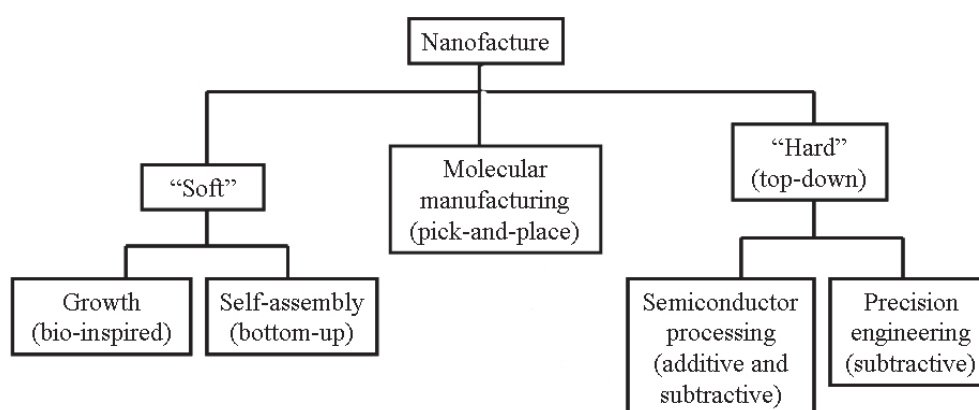 Nanofacture
“Soft”
Molecular
manufacturing
(pick-and-place)
“Hard”
(top-down)
Growth
(bio-inspired)
Self-assembly
(bottom-up)
Semiconductor
processing
(additive and
subtractive)
Precision
engineering
(subtractive)